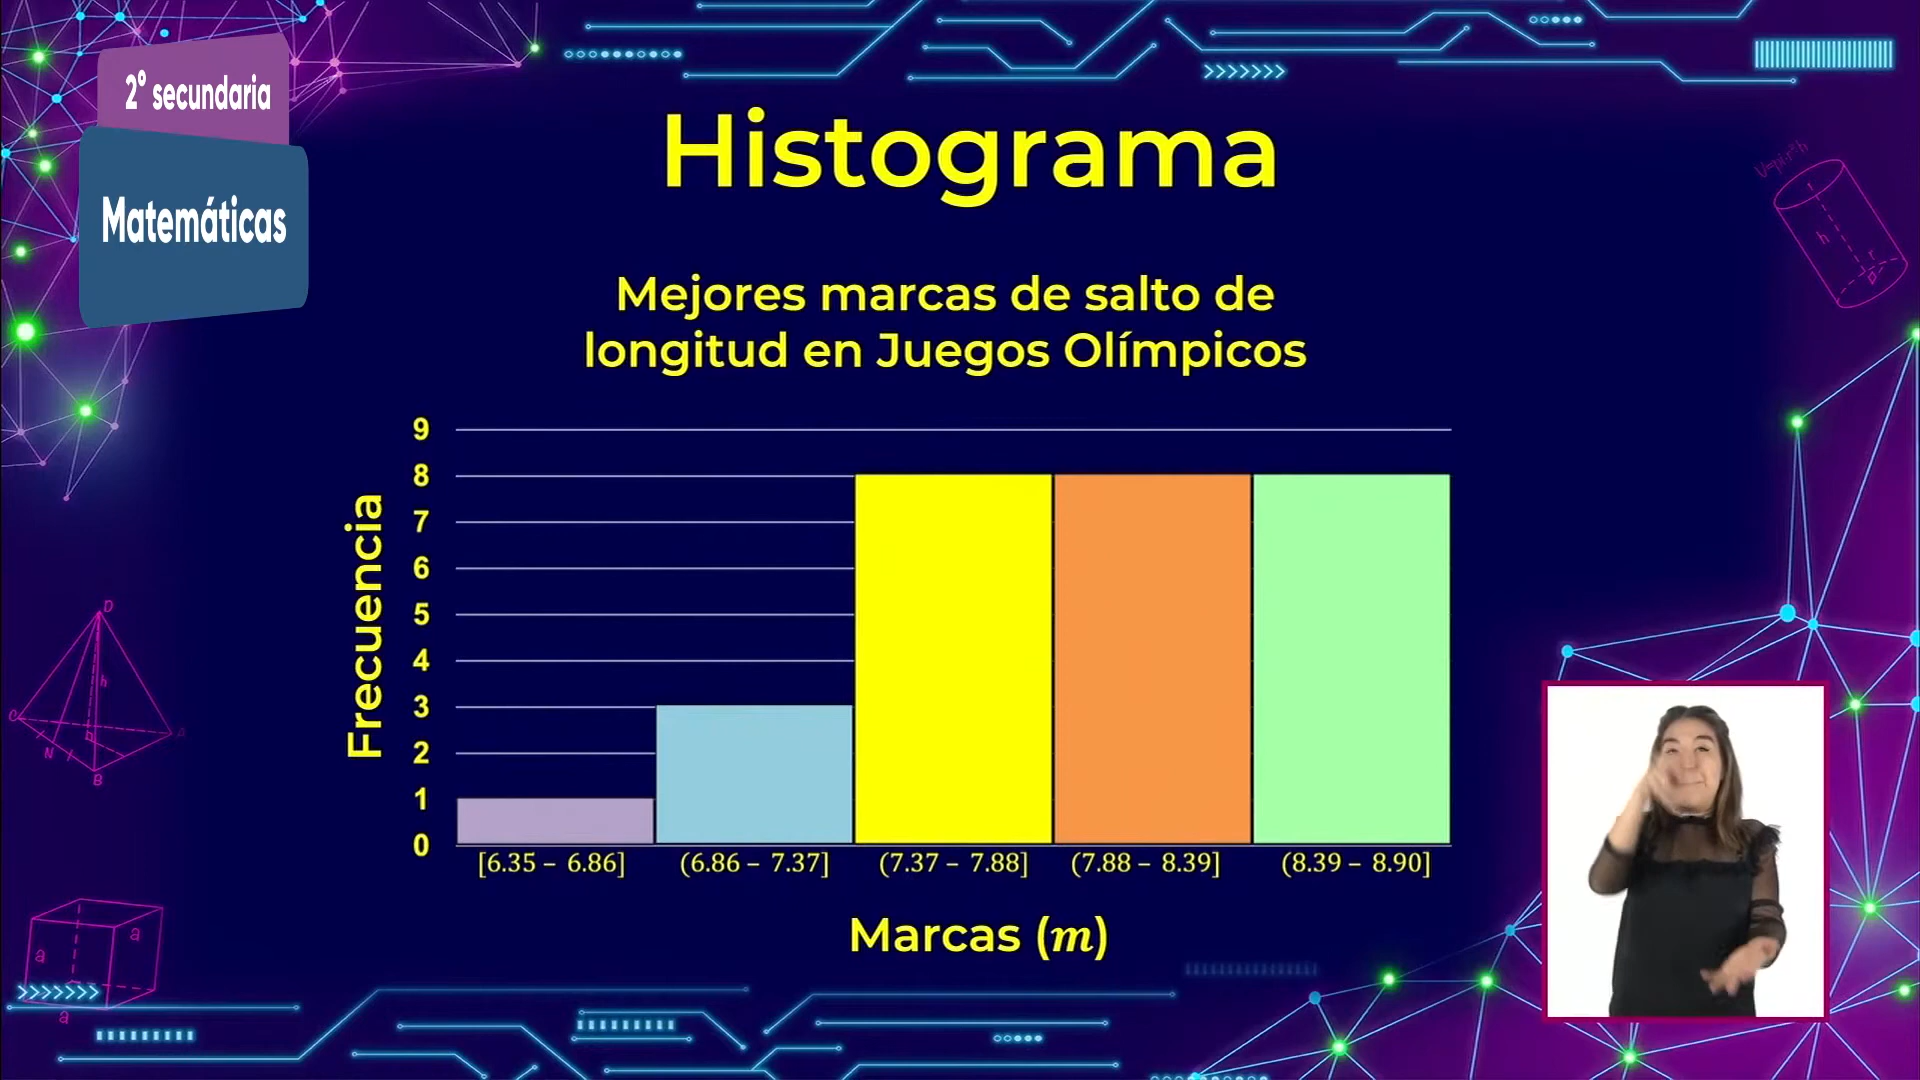 2° secundaria
Matemáticas
Histograma
Mejores marcas de salto de
longitud en Juegos Olímpicos
Frecuencia
9
8
7
6
5
4
3
2
1
0
[6.35 – 6.86]
(6.86 – 7.37]
(7.37 – 7.88]
(7.88 – 8.39]
(8.39 – 8.90]
Marcas (m)
h
r
D
h
C
A
N
b
B
a
a
a